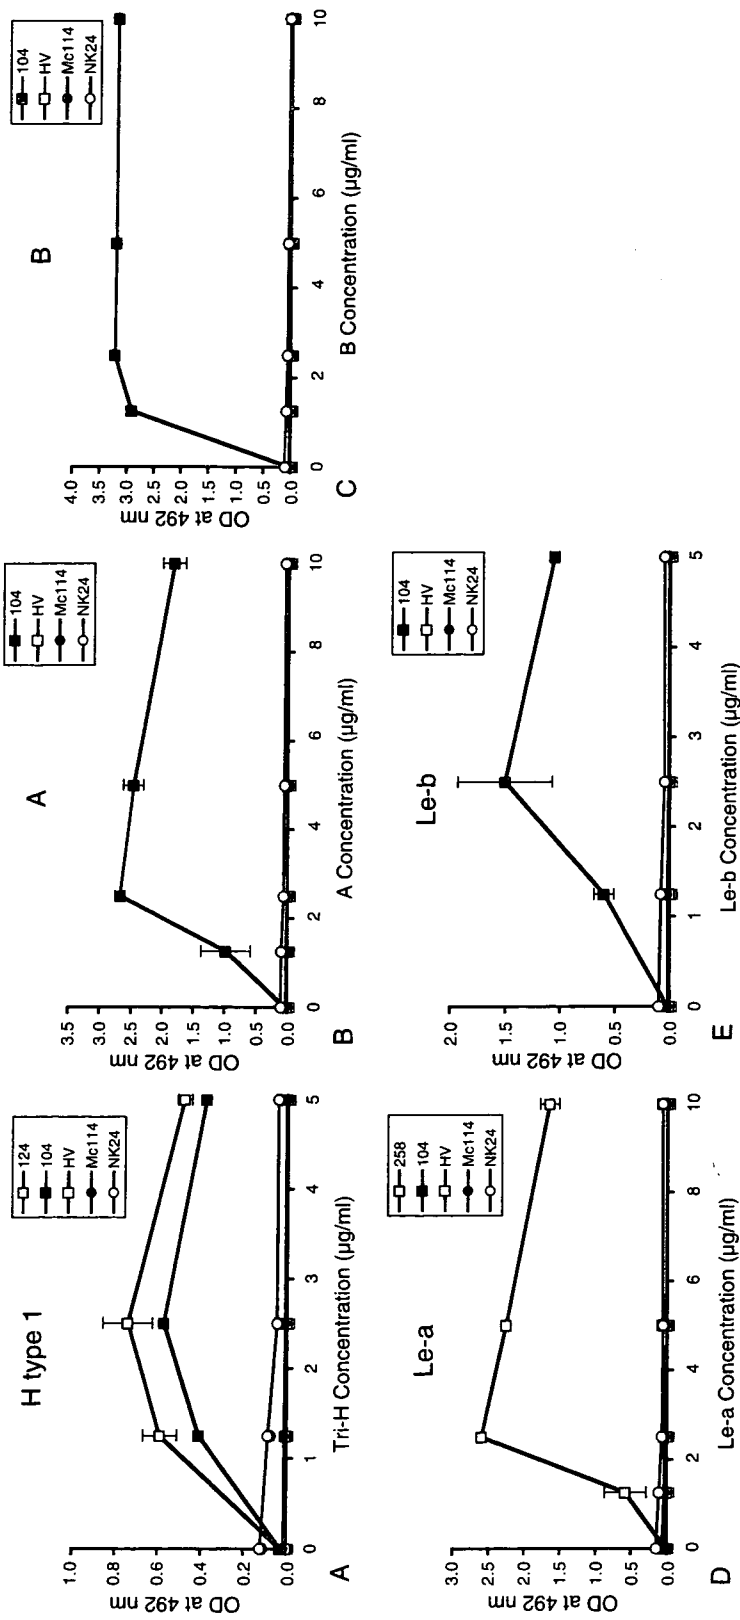 H type 1
124
104
HV
Mc114
NK24
OD at 492 nm
1.0
0.8
0.6
0.4
0.2
0.0
0
1
2
3
4
5
Tri-H Concentration (µg/ml)
A
A
104
HV
Mc114
NK24
OD at 492 nm
3.5
3.0
2.5
2.0
1.5
1.0
0.5
0.0
0
2
4
6
8
10
A Concentration (µg/ml)
B
B
104
HV
Mc114
NK24
OD at 492 nm
4.0
3.5
3.0
2.5
2.0
1.5
1.0
0.5
0.0
0
2
4
6
8
10
B Concentration (µg/ml)
C
Le-a
258
104
HV
Mc114
NK24
OD at 492 nm
3.0
2.5
2.0
1.5
1.0
0.5
0.0
0
2
4
6
8
10
Le-a Concentration (µg/ml)
D
Le-b
104
HV
Mc114
NK24
OD at 492 nm
2.0
1.5
1.0
0.5
0.0
0
1
2
3
4
5
Le-b Concentration (µg/ml)
E